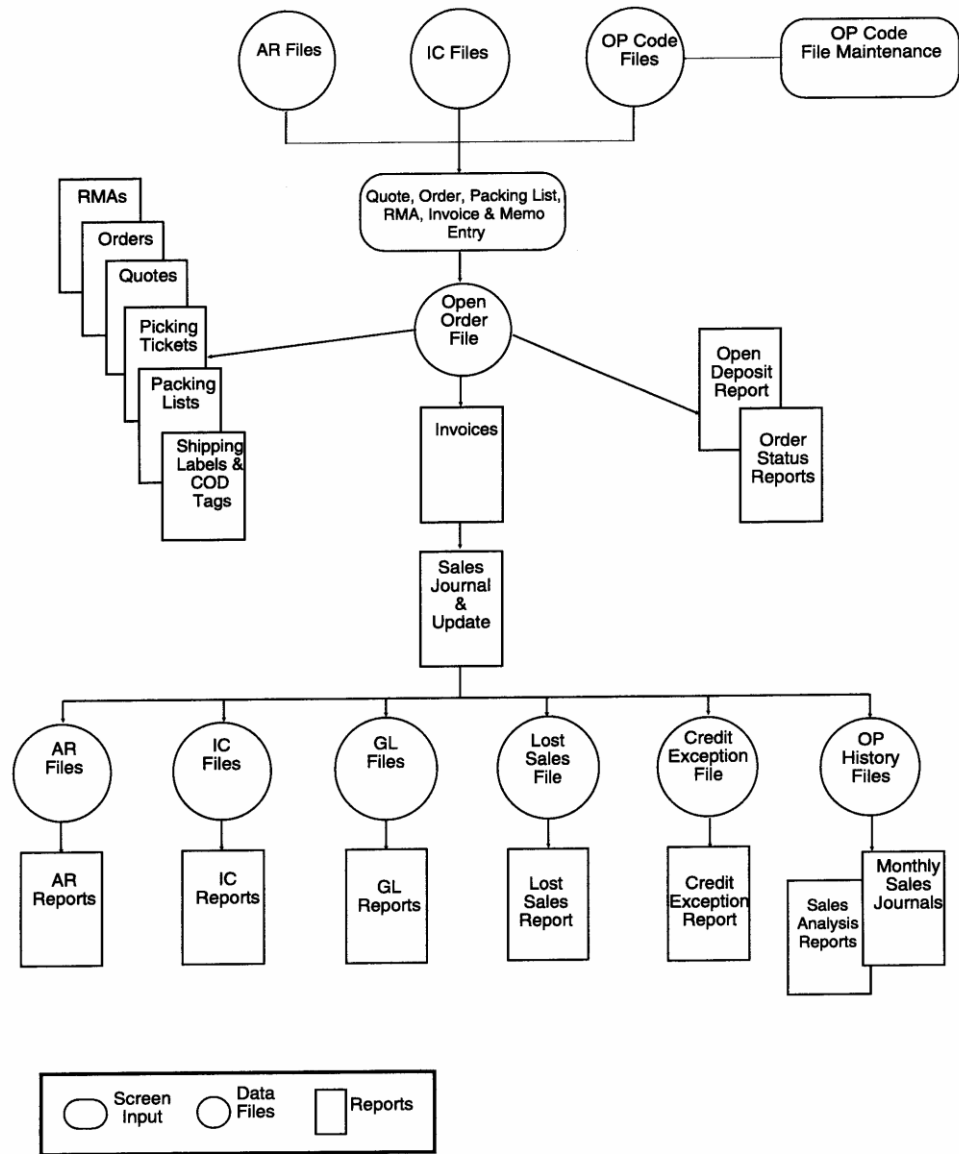 AR Files
IC Files
OP Code
Files
OP Code
File Maintenance
Quote, Order, Packing List,
RMA, Invoice & Memo
Entry
RMAs
Orders
Quotes
Picking
Tickets
Packing
Lists
Shipping
Labels &
COD
Tags
Open
Order
File
Open
Deposit
Report
Order
Status
Reports
Invoices
Sales
Journal
&
Update
AR
Files
IC
Files
GL
Files
Lost
Sales
File
Credit
Exception
File
OP
History
Files
AR
Reports
IC
Reports
GL
Reports
Lost
Sales
Report
Credit
Exception
Report
Monthly
Sales
Journals
Sales
Analysis
Reports
Screen
Input
Data
Files
Reports